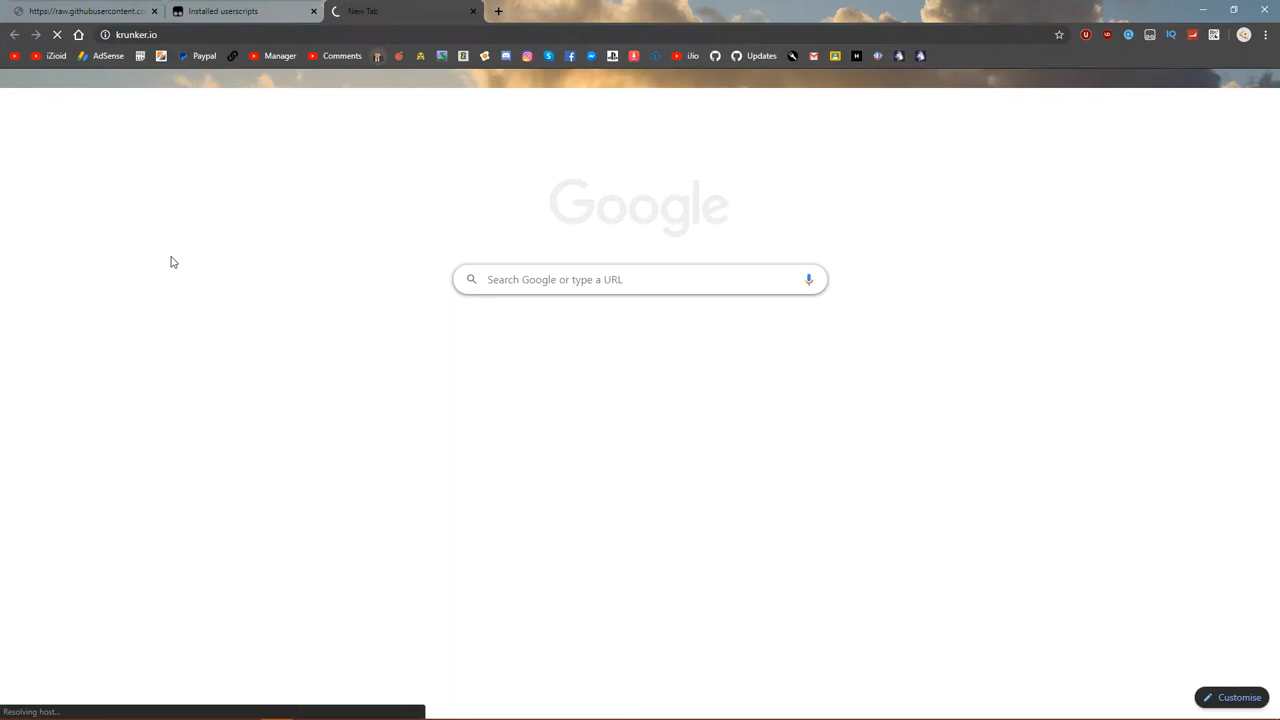 https://raw.githubusercontent.co
Installed userscripts
New Tab
krunker.io
iZioid
AdSense
Paypal
Manager
Comments
iJio
Updates
Google
Search Google or type a URL
Customise
Resolving host...